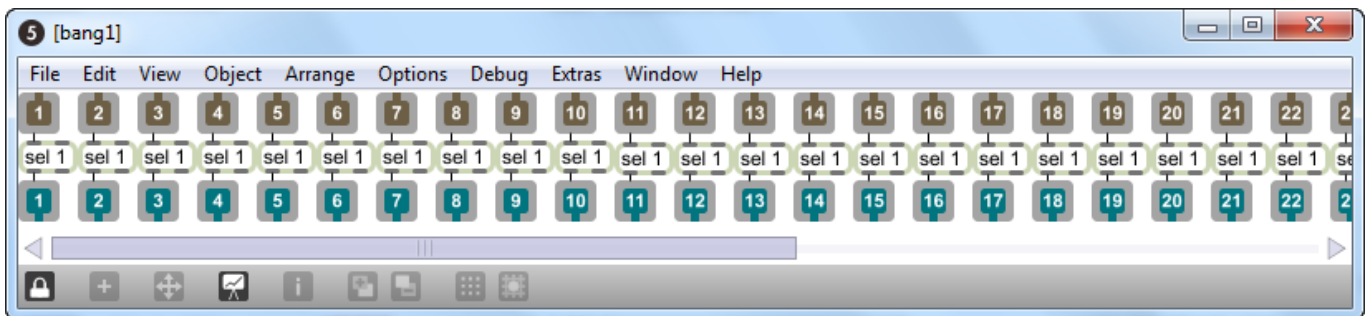 5 [bang1]
File Edit View Object Arrange Options Debug Extras Window Help
1 2 3 4 5 6 7 8 9 10 11 12 13 14 15 16 17 18 19 20 21 22 2
sel 1 sel 1 sel 1 sel 1 sel 1 sel 1 sel 1 sel 1 sel 1 sel 1 sel 1 sel 1 sel 1 sel 1 sel 1 sel 1 sel 1 sel 1 sel 1 sel 1 sel 1 sel 1 se
1 2 3 4 5 6 7 8 9 10 11 12 13 14 15 16 17 18 19 20 21 22 2